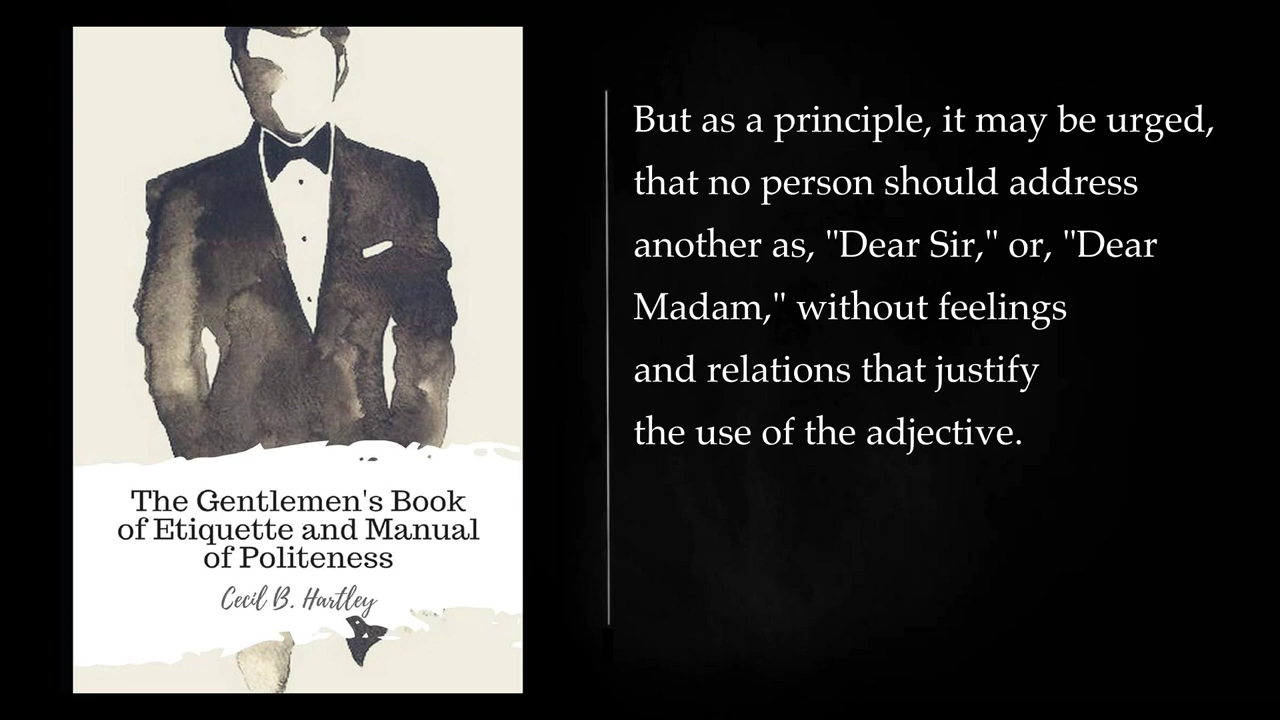 The Gentlemen's Book
of Etiquette and Manual
of Politeness
Cecil B. Hartley
But as a principle, it may be urged,
that no person should address
another as, "Dear Sir," or, "Dear
Madam," without feelings
and relations that justify
the use of the adjective.